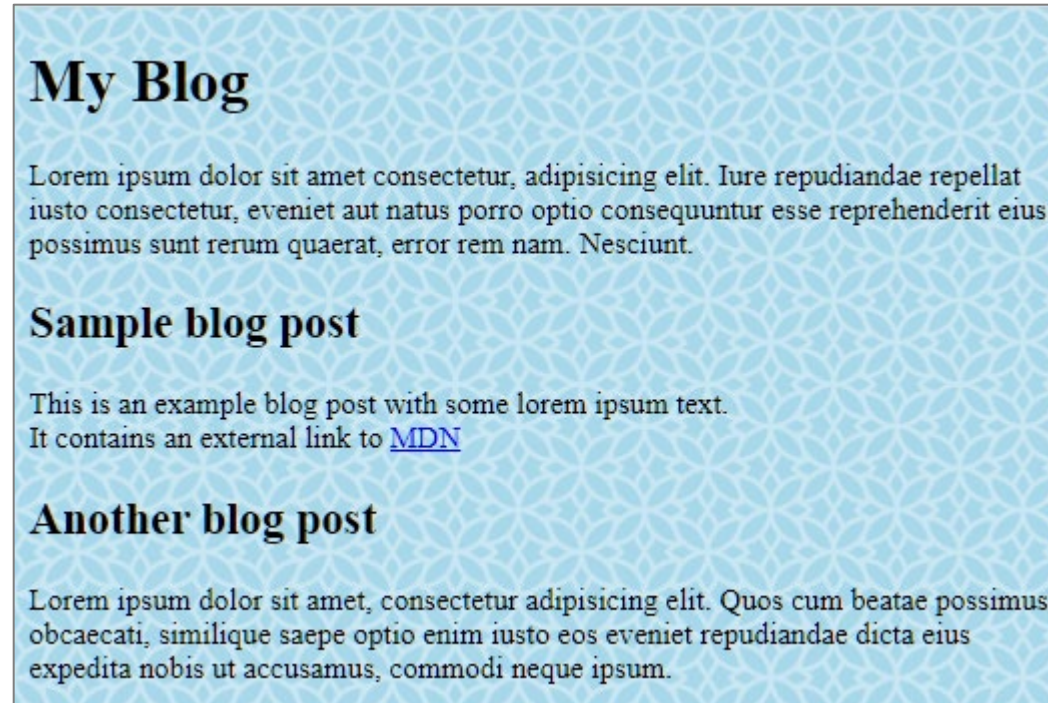 My Blog
Lorem ipsum dolor sit amet consectetur, adipisicing elit. Iure repudiandae repellat
iusto consectetur, eveniet aut natus porro optio consequuntur esse reprehenderit eius
possimus sunt rerum quaerat, error rem nam. Nesciunt.
Sample blog post
This is an example blog post with some lorem ipsum text.
It contains an external link to MDN
Another blog post
Lorem ipsum dolor sit amet, consectetur adipisicing elit. Quos cum beatae possimus
obcaecati, similique saepe optio enim iusto eos eveniet repudiandae dicta eius
expedita nobis ut accusamus, commodi neque ipsum.